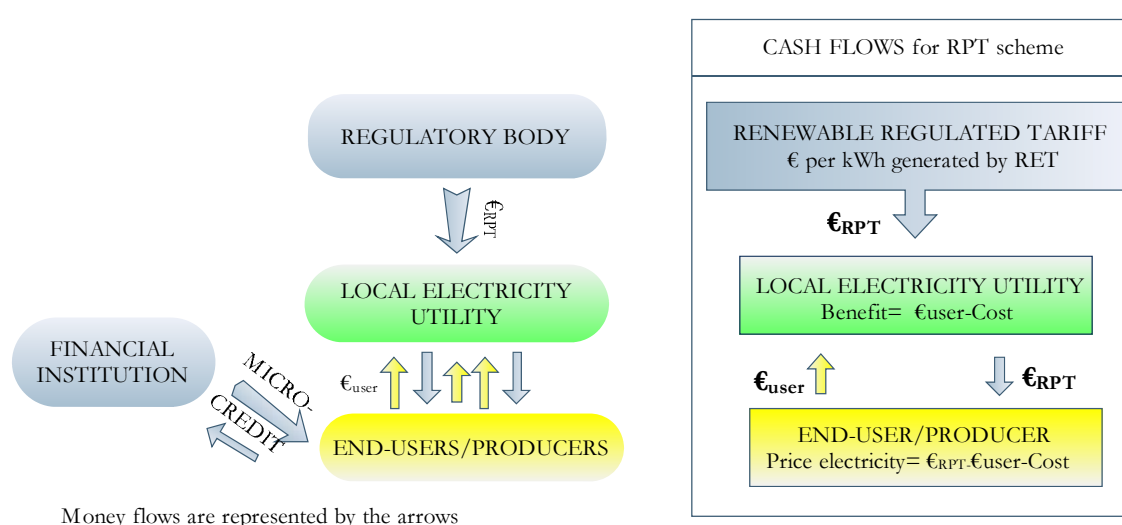 REGULATORY BODY
€RPT
LOCAL ELECTRICITY
UTILITY
FINANCIAL
INSTITUTION
MICRO-
CREDIT
€user
END-USERS/PRODUCERS
Money flows are represented by the arrows
CASH FLOWS for RPT scheme
RENEWABLE REGULATED TARIFF
€ per kWh generated by RET
€RPT
LOCAL ELECTRICITY UTILITY
Benefit= €user-Cost
€user
€RPT
END-USER/PRODUCER
Price electricity= €RPT-€user-Cost